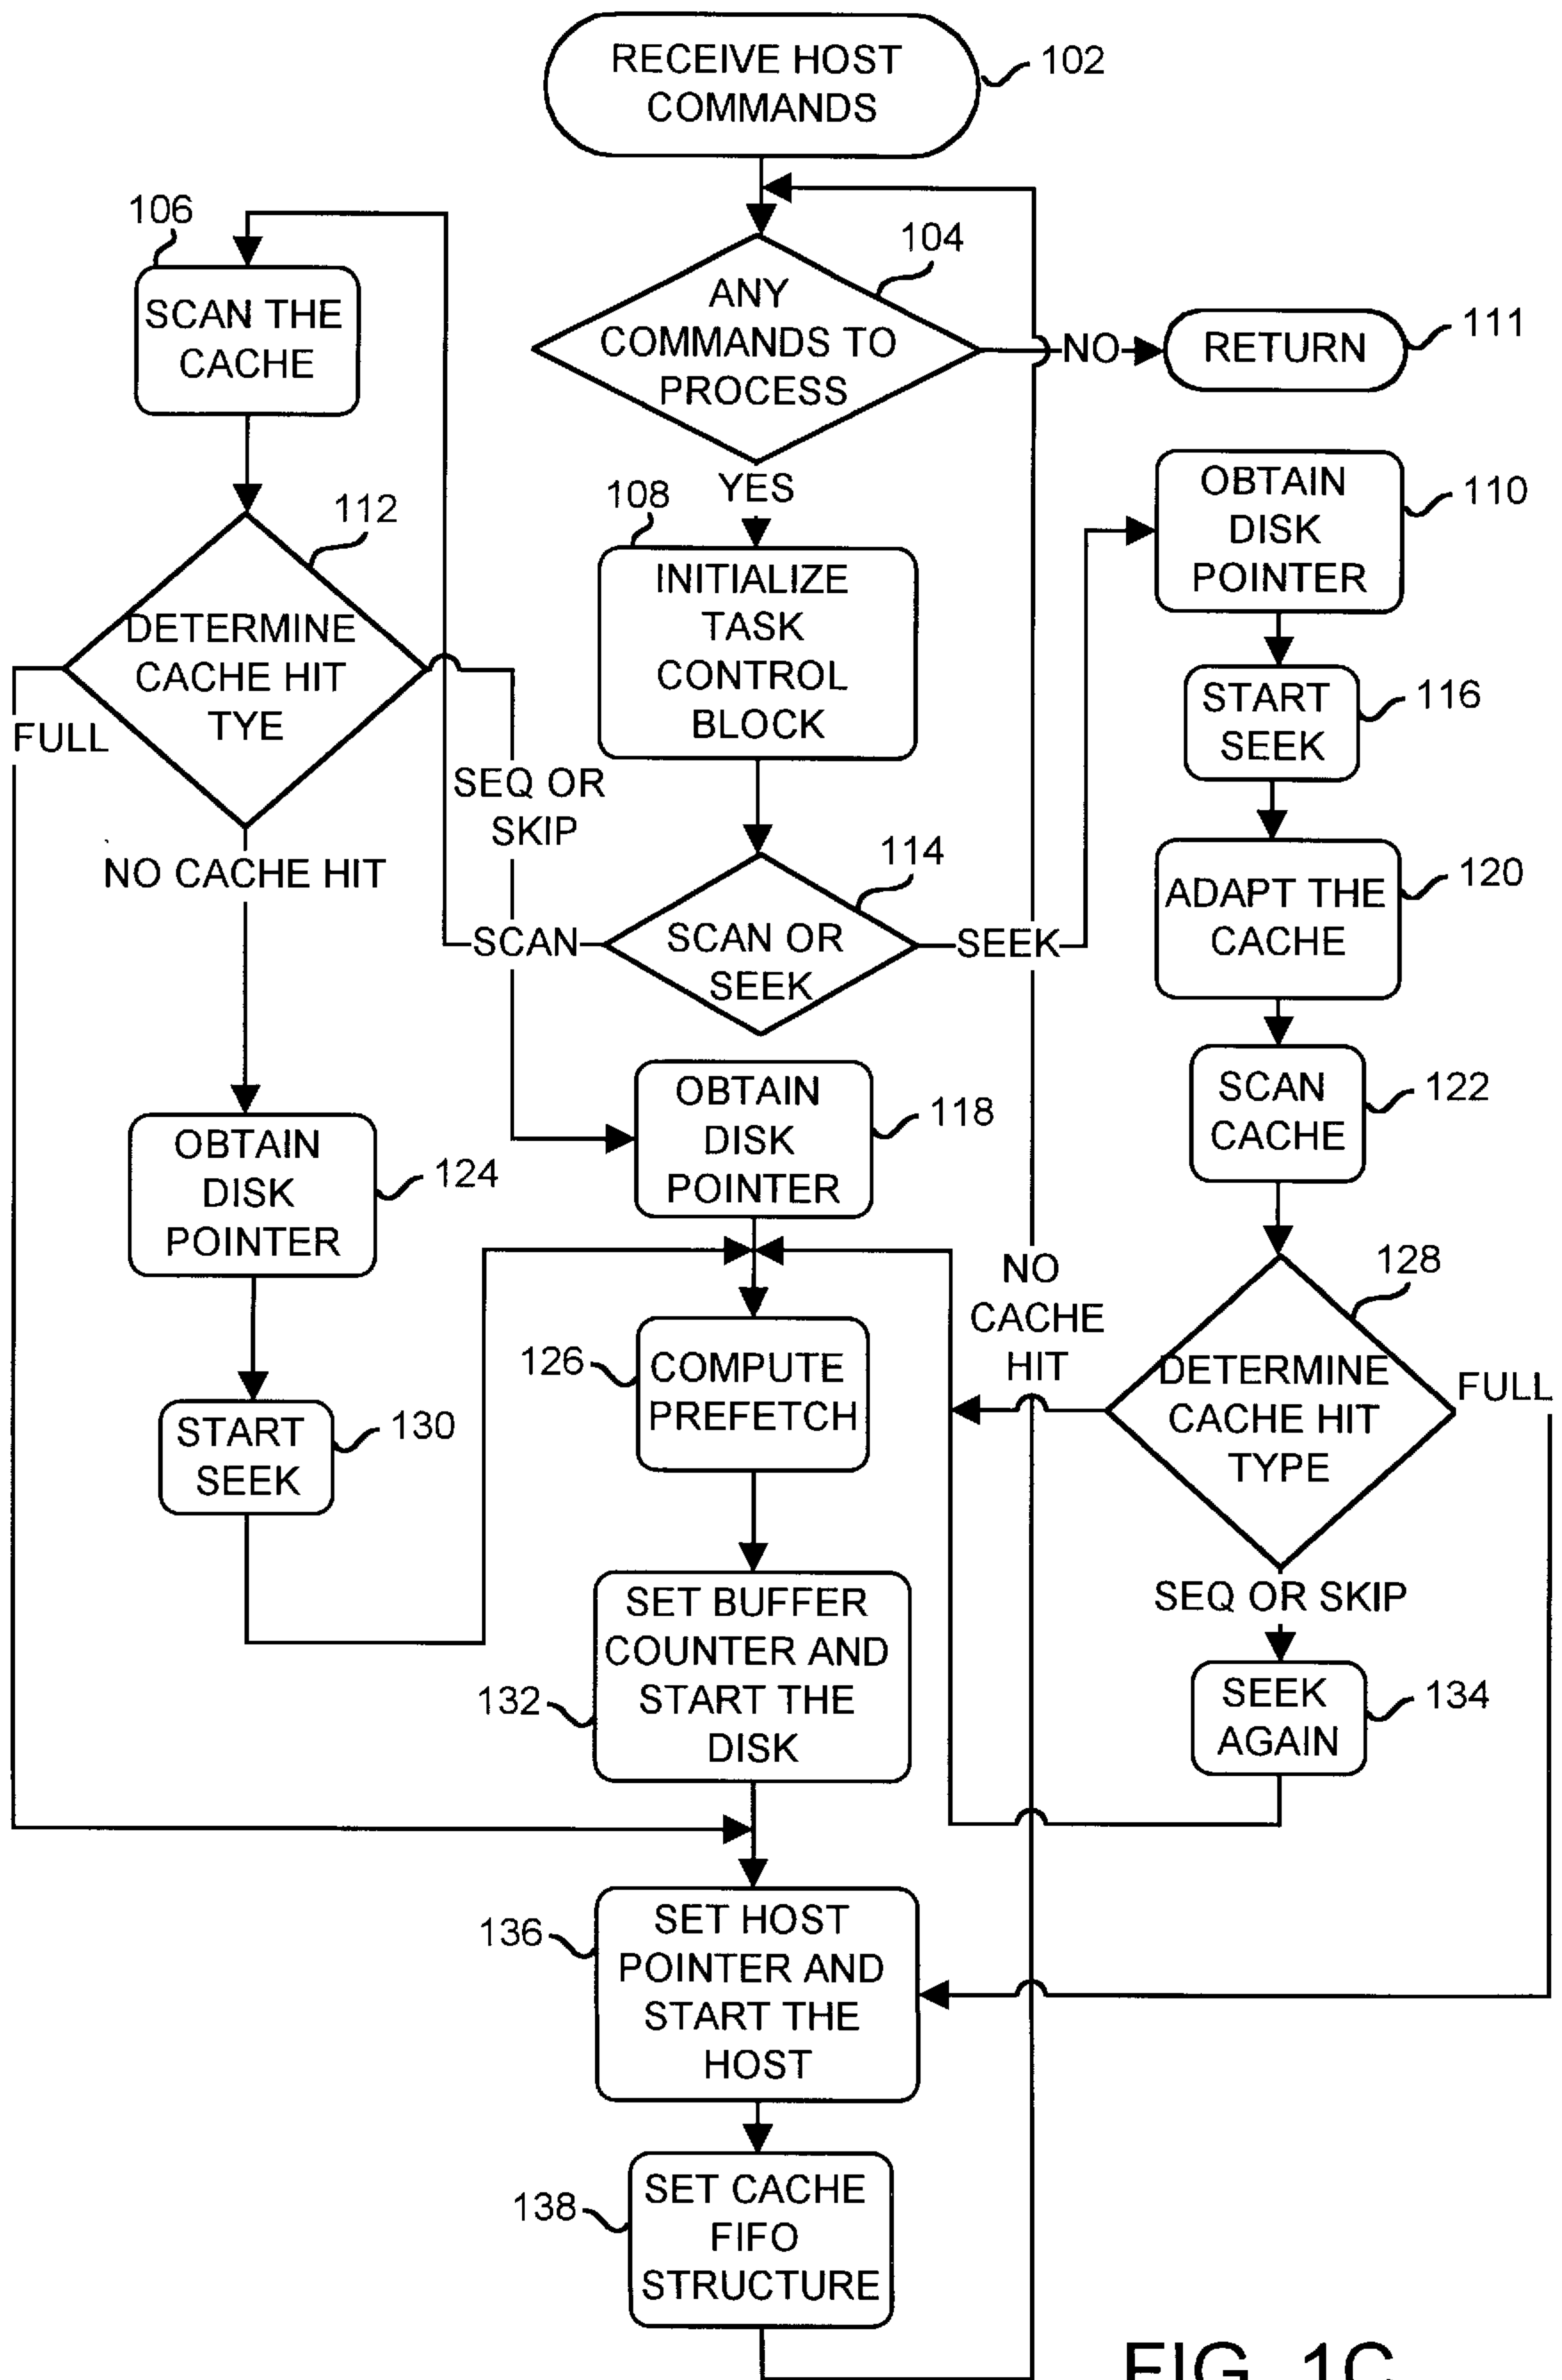 RECEIVE HOST
COMMANDS
102
106
SCAN THE
CACHE
104
ANY
COMMANDS TO
PROCESS
NO
RETURN
111
YES
108
INITIALIZE
TASK
CONTROL
BLOCK
OBTAIN
DISK
POINTER
110
112
DETERMINE
CACHE HIT
TYE
FULL
SEQ OR
SKIP
NO CACHE HIT
START
SEEK
116
114
SCAN
SCAN OR
SEEK
SEEK
ADAPT THE
CACHE
120
SCAN
CACHE
122
OBTAIN
DISK
POINTER
118
OBTAIN
DISK
POINTER
124
NO
CACHE
HIT
128
DETERMINE
CACHE HIT
TYPE
FULL
126
COMPUTE
PREFETCH
START
SEEK
130
SEQ OR SKIP
SET BUFFER
COUNTER AND
START THE
DISK
132
SEEK
AGAIN
134
136
SET HOST
POINTER AND
START THE
HOST
138
SET CACHE
FIFO
STRUCTURE
FIG. 1C